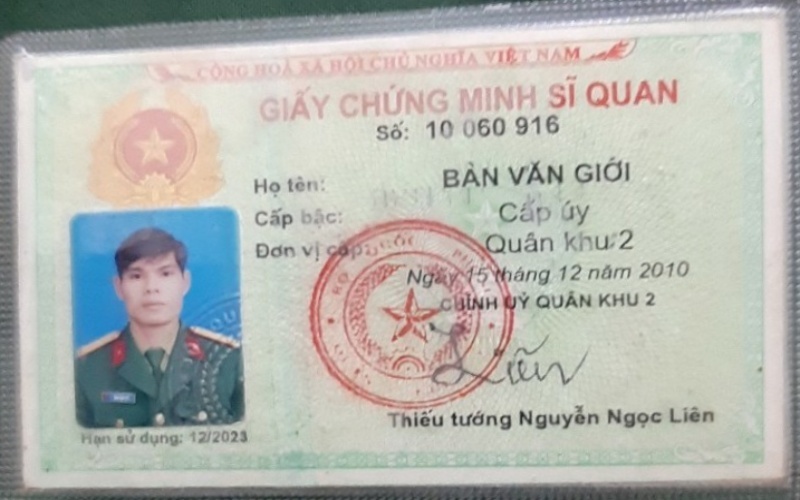 CỘNG HOÀ XÃ HỘI CHỦ NGHĨA VIỆT NAM
GIẤY CHỨNG MINH SĨ QUAN
Số: 10 060 916
Họ tên: BÀN VĂN GIỚI
Cấp bậc: Cấp úy
Đơn vị cấp: Quân khu 2
Ngày 15 tháng 12 năm 2010
CHÍNH UỶ QUÂN KHU 2
Liên
Thiếu tướng Nguyễn Ngọc Liên
Hạn sử dụng: 12/2023